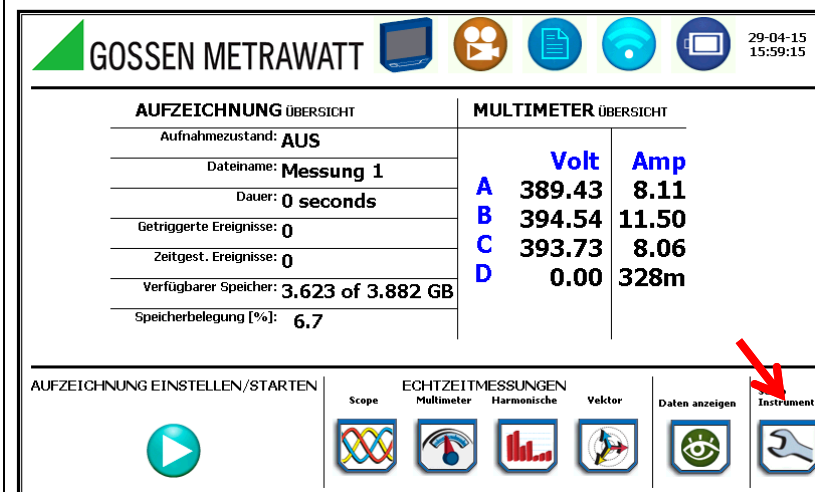 GOSSEN METRAWATT
29-04-15
15:59:15
AUFZEICHNUNG ÜBERSICHT
Aufnahmezustand: AUS
Dateiname: Messung 1
Dauer: 0 seconds
Getriggerte Ereignisse: 0
Zeitgest. Ereignisse: 0
Verfügbarer Speicher: 3.623 of 3.882 GB
Speicherbelegung [%]: 6.7
MULTIMETER ÜBERSICHT
Volt Amp
A 389.43 8.11
B 394.54 11.50
C 393.73 8.06
D 0.00 328m
AUFZEICHNUNG EINSTELLEN/STARTEN
ECHTZEITMESSUNGEN
Scope Multimeter Harmonische Vektor
Daten anzeigen
Instrument